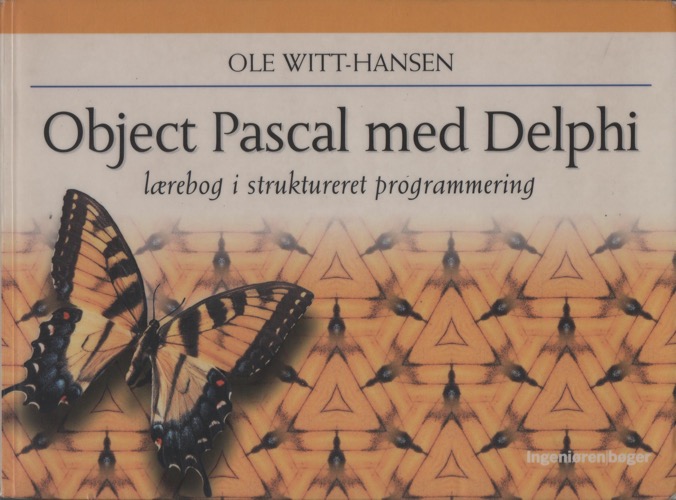 OLE WITT-HANSEN
Object Pascal med Delphi
lærebog i struktureret programmering
Ingeniøren|bøger